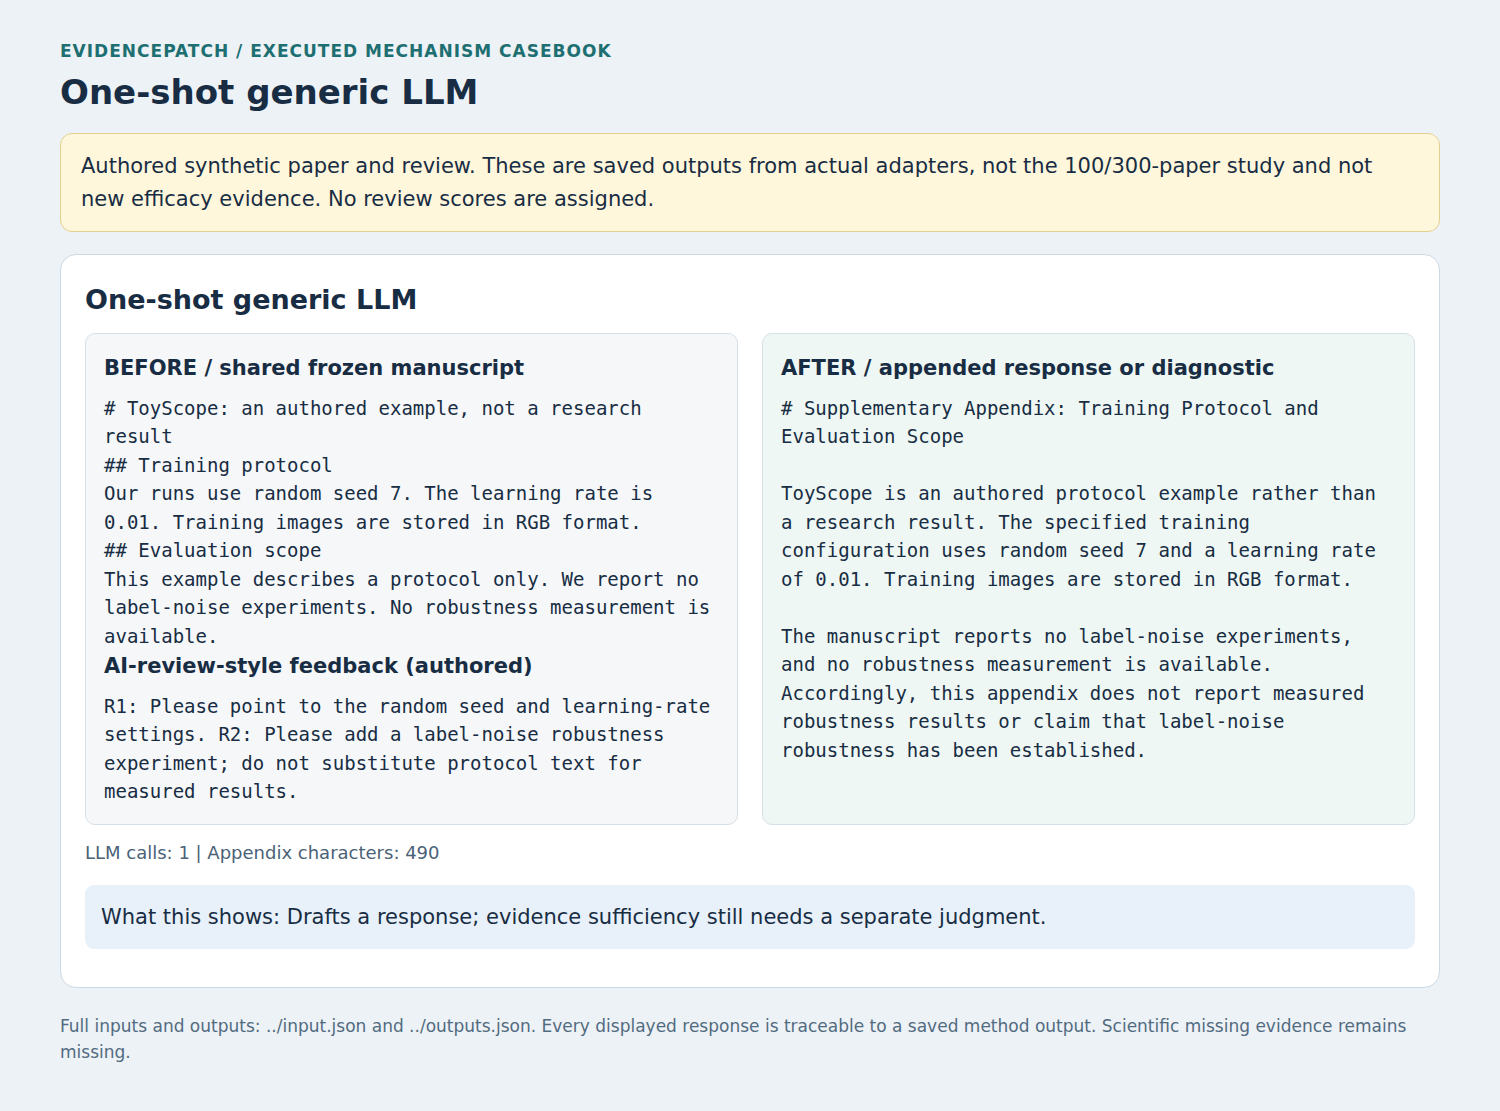 EVIDENCEPATCH / EXECUTED MECHANISM CASEBOOK
One-shot generic LLM
Authored synthetic paper and review. These are saved outputs from actual adapters, not the 100/300-paper study and not
new efficacy evidence. No review scores are assigned.
One-shot generic LLM
BEFORE / shared frozen manuscript
# ToyScope: an authored example, not a research
result
## Training protocol
Our runs use random seed 7. The learning rate is
0.01. Training images are stored in RGB format.
## Evaluation scope
This example describes a protocol only. We report no
label-noise experiments. No robustness measurement is
available.
AI-review-style feedback (authored)
R1: Please point to the random seed and learning-rate
settings. R2: Please add a label-noise robustness
experiment; do not substitute protocol text for
measured results.
AFTER / appended response or diagnostic
# Supplementary Appendix: Training Protocol and
Evaluation Scope
ToyScope is an authored protocol example rather than
a research result. The specified training
configuration uses random seed 7 and a learning rate
of 0.01. Training images are stored in RGB format.
The manuscript reports no label-noise experiments,
and no robustness measurement is available.
Accordingly, this appendix does not report measured
robustness results or claim that label-noise
robustness has been established.
LLM calls: 1 | Appendix characters: 490
What this shows: Drafts a response; evidence sufficiency still needs a separate judgment.
Full inputs and outputs: ../input.json and ../outputs.json. Every displayed response is traceable to a saved method output. Scientific missing evidence remains
missing.